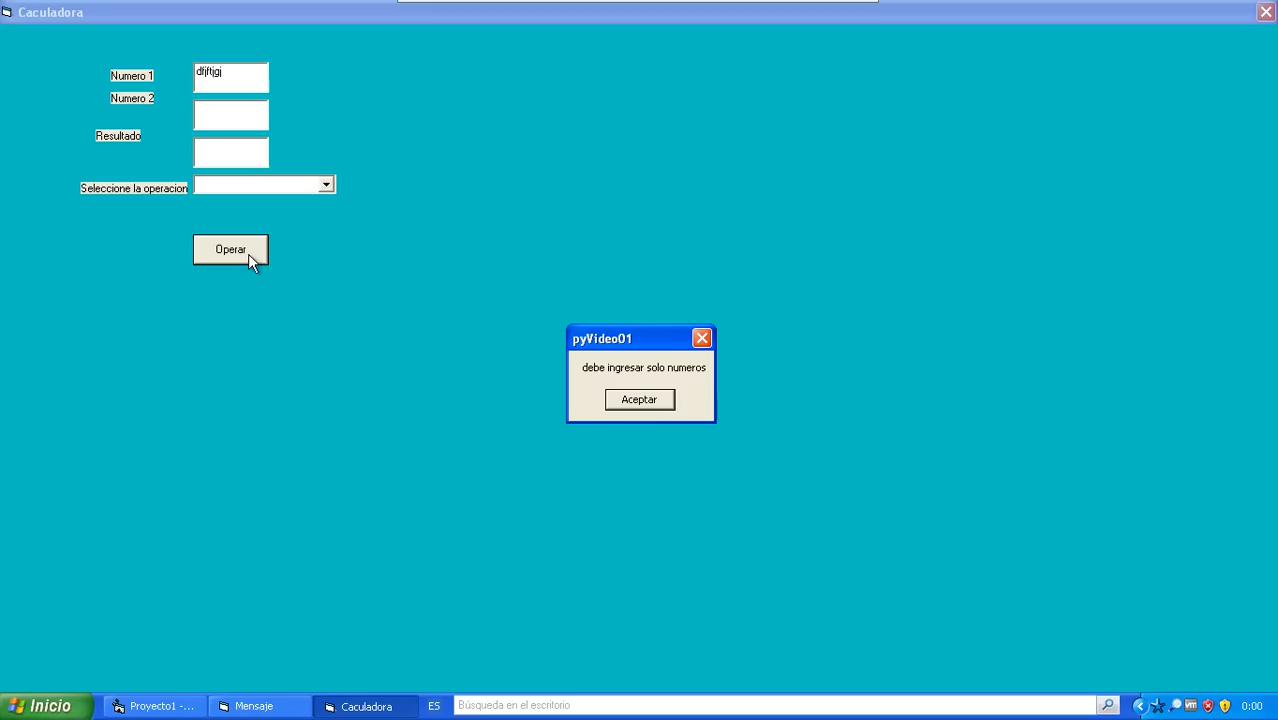 Caculadora
Numero 1
dfjftjgj
Numero 2
Resultado
Seleccione la operacion
Operar
pyVideo01
debe ingresar solo numeros
Aceptar
Inicio
Proyecto1 -...
Mensaje
Caculadora
ES
Búsqueda en el escritorio
0:00